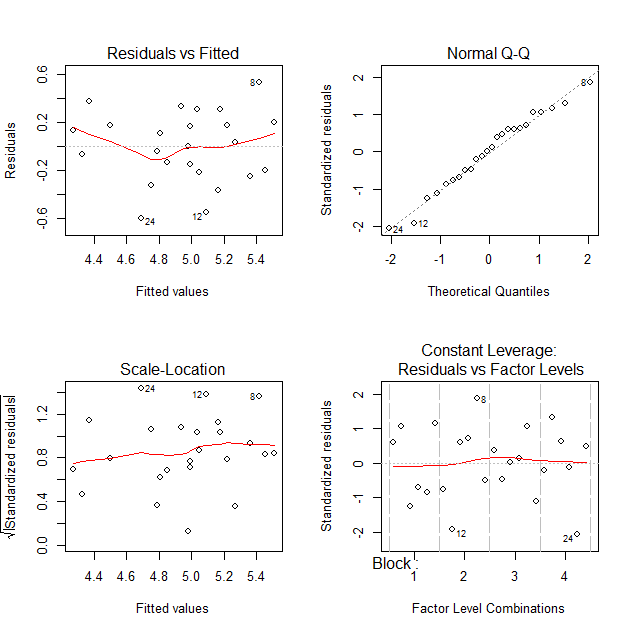 Residuals vs Fitted
Residuals
0.6
0.2
-0.2
-0.6
8
24
12
4.4 4.6 4.8 5.0 5.2 5.4
Fitted values
Normal Q-Q
Standardized residuals
2
1
0
-1
-2
8
12
24
-2 -1 0 1 2
Theoretical Quantiles
Scale-Location
√|Standardized residuals|
1.2
0.8
0.4
0.0
24
12
8
4.4 4.6 4.8 5.0 5.2 5.4
Fitted values
Constant Leverage:
Residuals vs Factor Levels
Standardized residuals
2
1
0
-1
-2
8
12
24
Block :
1 2 3 4
Factor Level Combinations